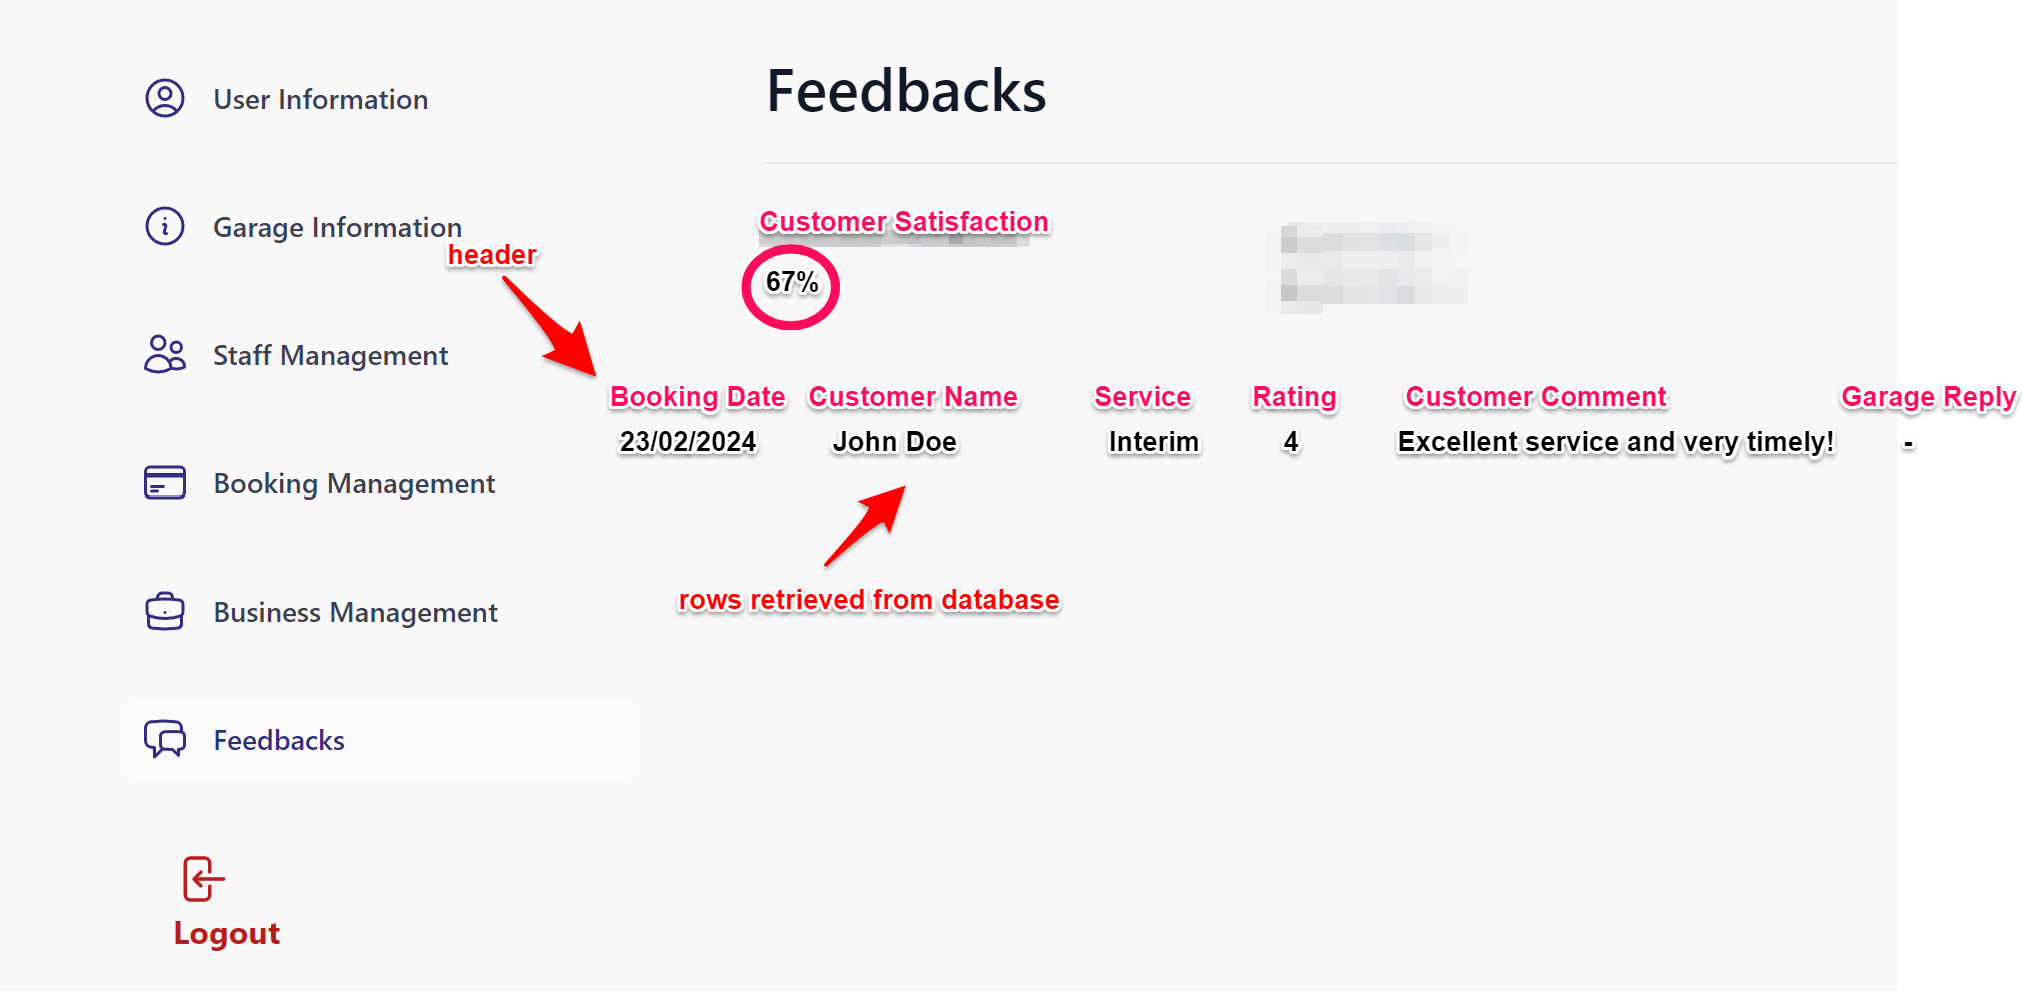 User Information
Garage Information
Staff Management
Booking Management
Business Management
Feedbacks
Logout
Feedbacks
Customer Satisfaction
67%
header
Booking Date Customer Name Service Rating Customer Comment Garage Reply
23/02/2024 John Doe Interim 4 Excellent service and very timely! -
rows retrieved from database